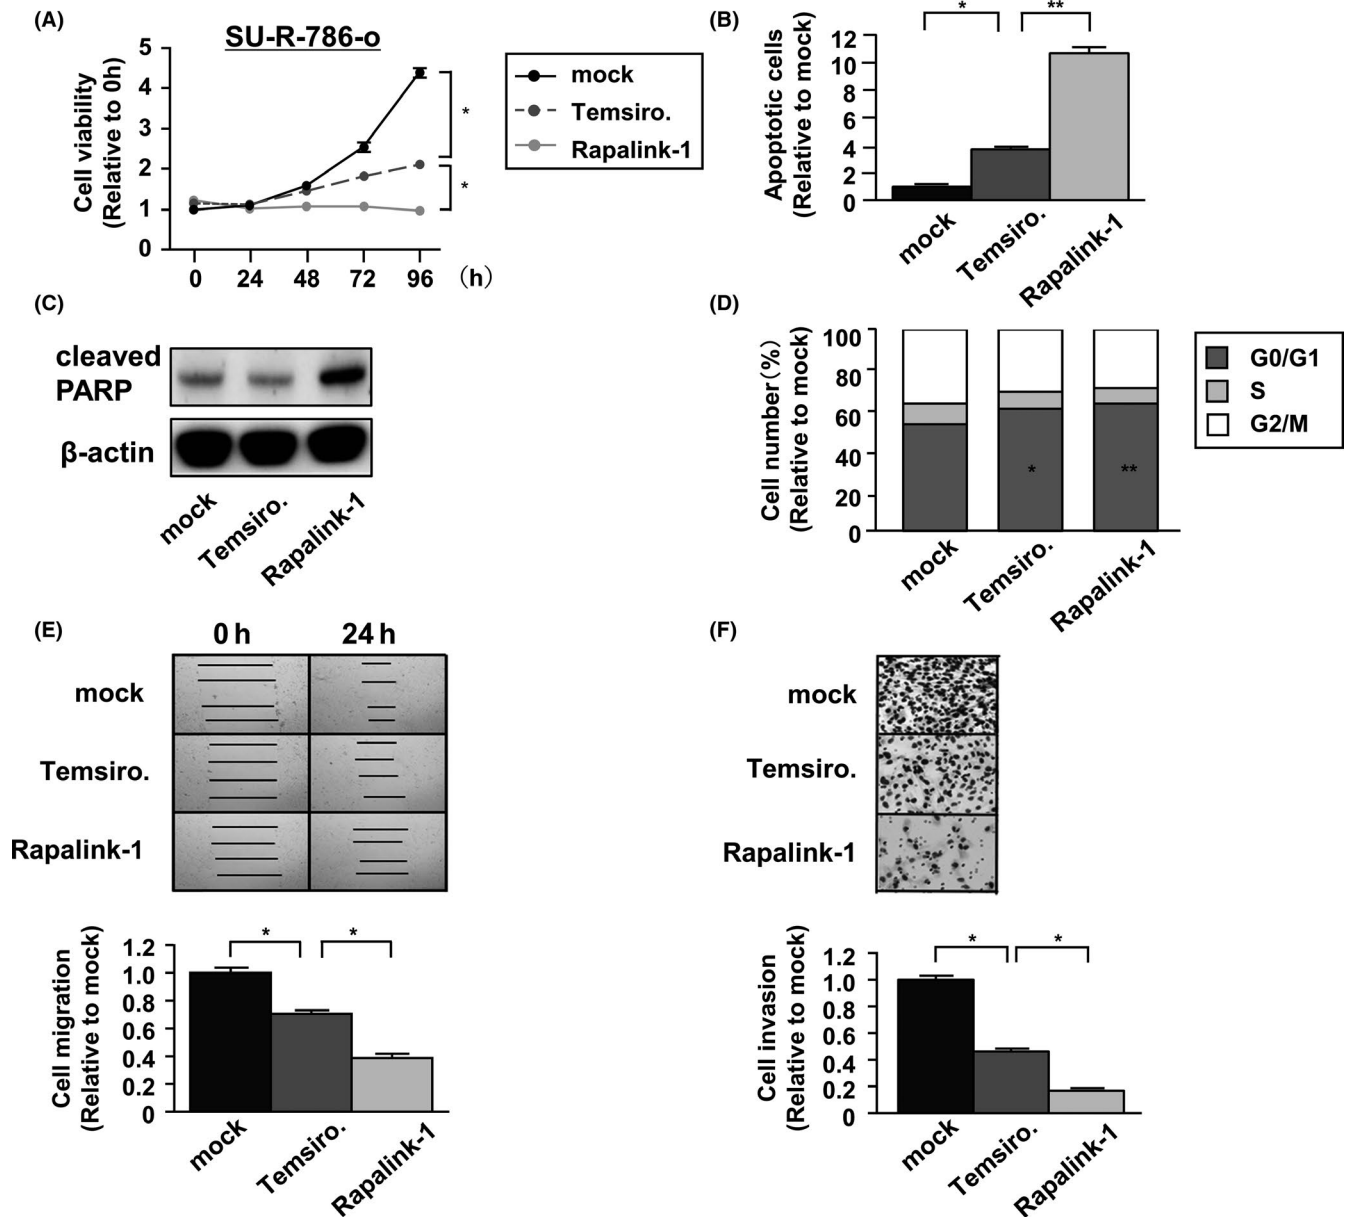 (A)
SU-R-786-o
Cell viability
(Relative to 0h)
5
4
3
2
1
0
0 24 48 72 96 (h)
*
*
mock
Temsiro.
Rapalink-1
(B)
Apoptotic cells
(Relative to mock)
12
10
8
6
4
2
0
* **
mock Temsiro. Rapalink-1
(C)
cleaved
PARP
β-actin
mock Temsiro. Rapalink-1
(D)
Cell number(%)
(Relative to mock)
100
80
60
40
20
0
* **
mock Temsiro. Rapalink-1
G0/G1
S
G2/M
(E)
0 h 24 h
mock
Temsiro.
Rapalink-1
Cell migration
(Relative to mock)
1.2
1.0
0.8
0.6
0.4
0.2
0
* *
mock Temsiro. Rapalink-1
(F)
mock
Temsiro.
Rapalink-1
Cell invasion
(Relative to mock)
1.2
1.0
0.8
0.6
0.4
0.2
0
* *
mock Temsiro. Rapalink-1